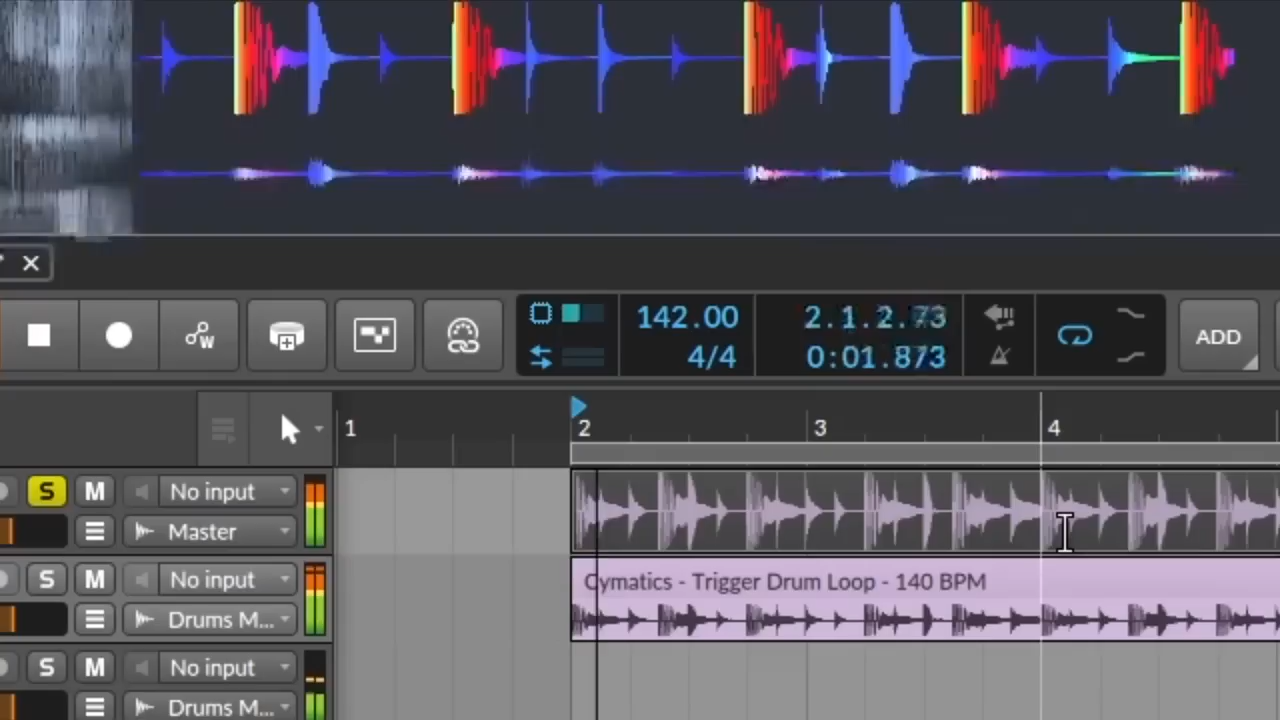 142.00
2.1.2.73
4/4
0:01.873
ADD
1
2
3
4
S
M
No input
Master
S
M
No input
Drums M...
Cymatics - Trigger Drum Loop - 140 BPM
S
M
No input
Drums M...